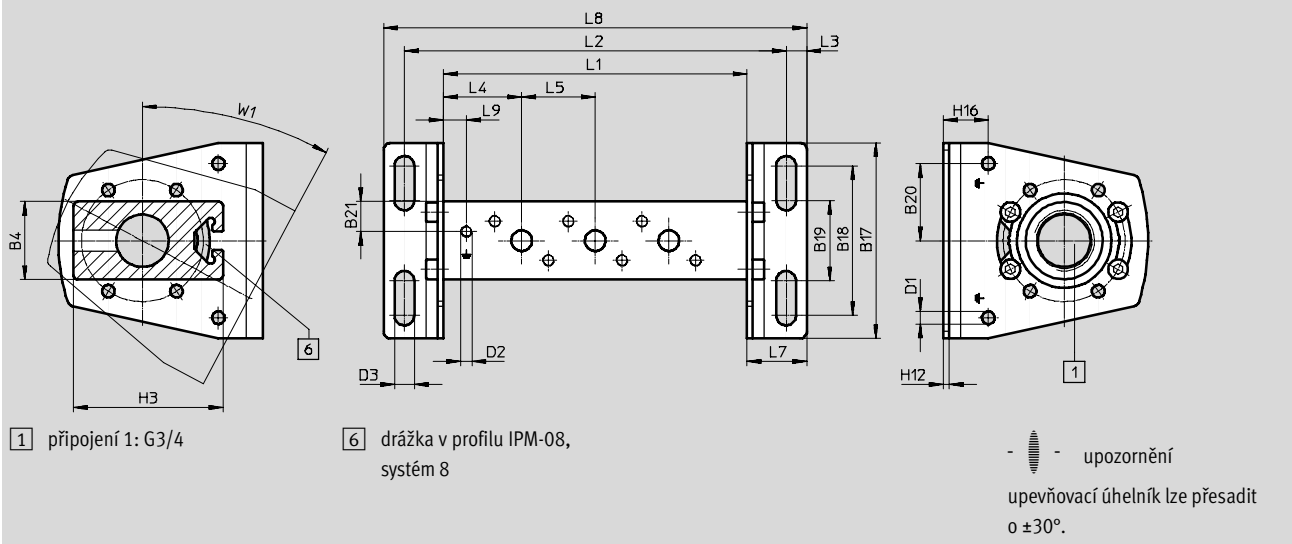 L8
L2
L3
L1
L4
L5
W1
L9
H16
B21
B4
B19
B18
B17
B20
D1
6
D2
L7
D3
H12
1
H3
1 připojení 1: G3/4
6 drážka v profilu IPM-08,
systém 8
- - upozornění
upevňovací úhelník lze přesadit
o ±30°.